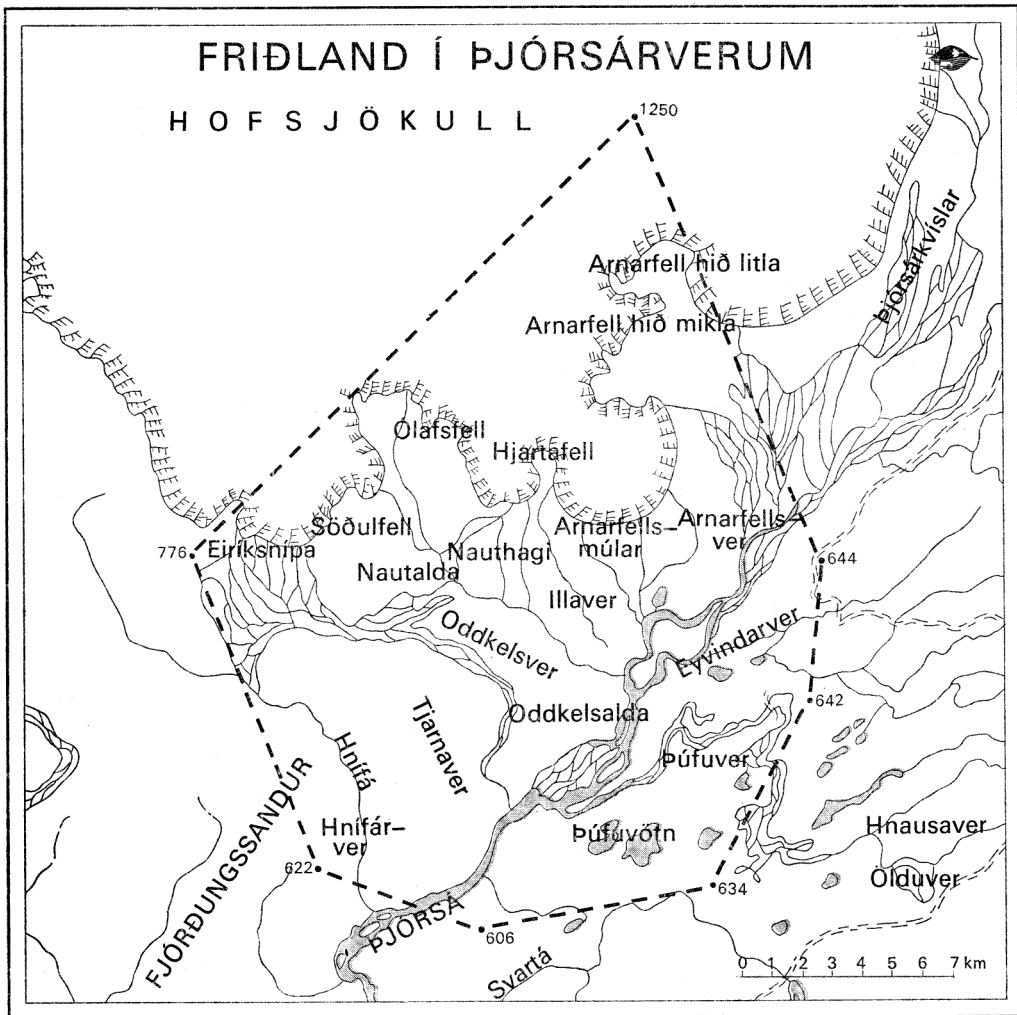 FRIÐLAND Í ÞJÓRSÁRVERUM
HOFSJÖKULL
1250
Þjórsárkvíslar
Arnarfell hið litla
Arnarfell hið mikla
Ólafsfell
Hjartafell
Söðulfell
Arnarfells-
múlar
Arnarfells-
ver
776
Eiríksnípa
Nauthagi
644
Nautalda
Illaver
Oddkelsver
Eyvindarver
Tjarnaver
Oddkelsalda
642
Hnífá
Þúfuver
FJÓRÐUNGSSANDUR
Hnífár-
ver
Þúfuvötn
Hnausaver
622
Ölduver
634
ÞJÓRSÁ
606
Svartá
0 1 2 3 4 5 6 7 km